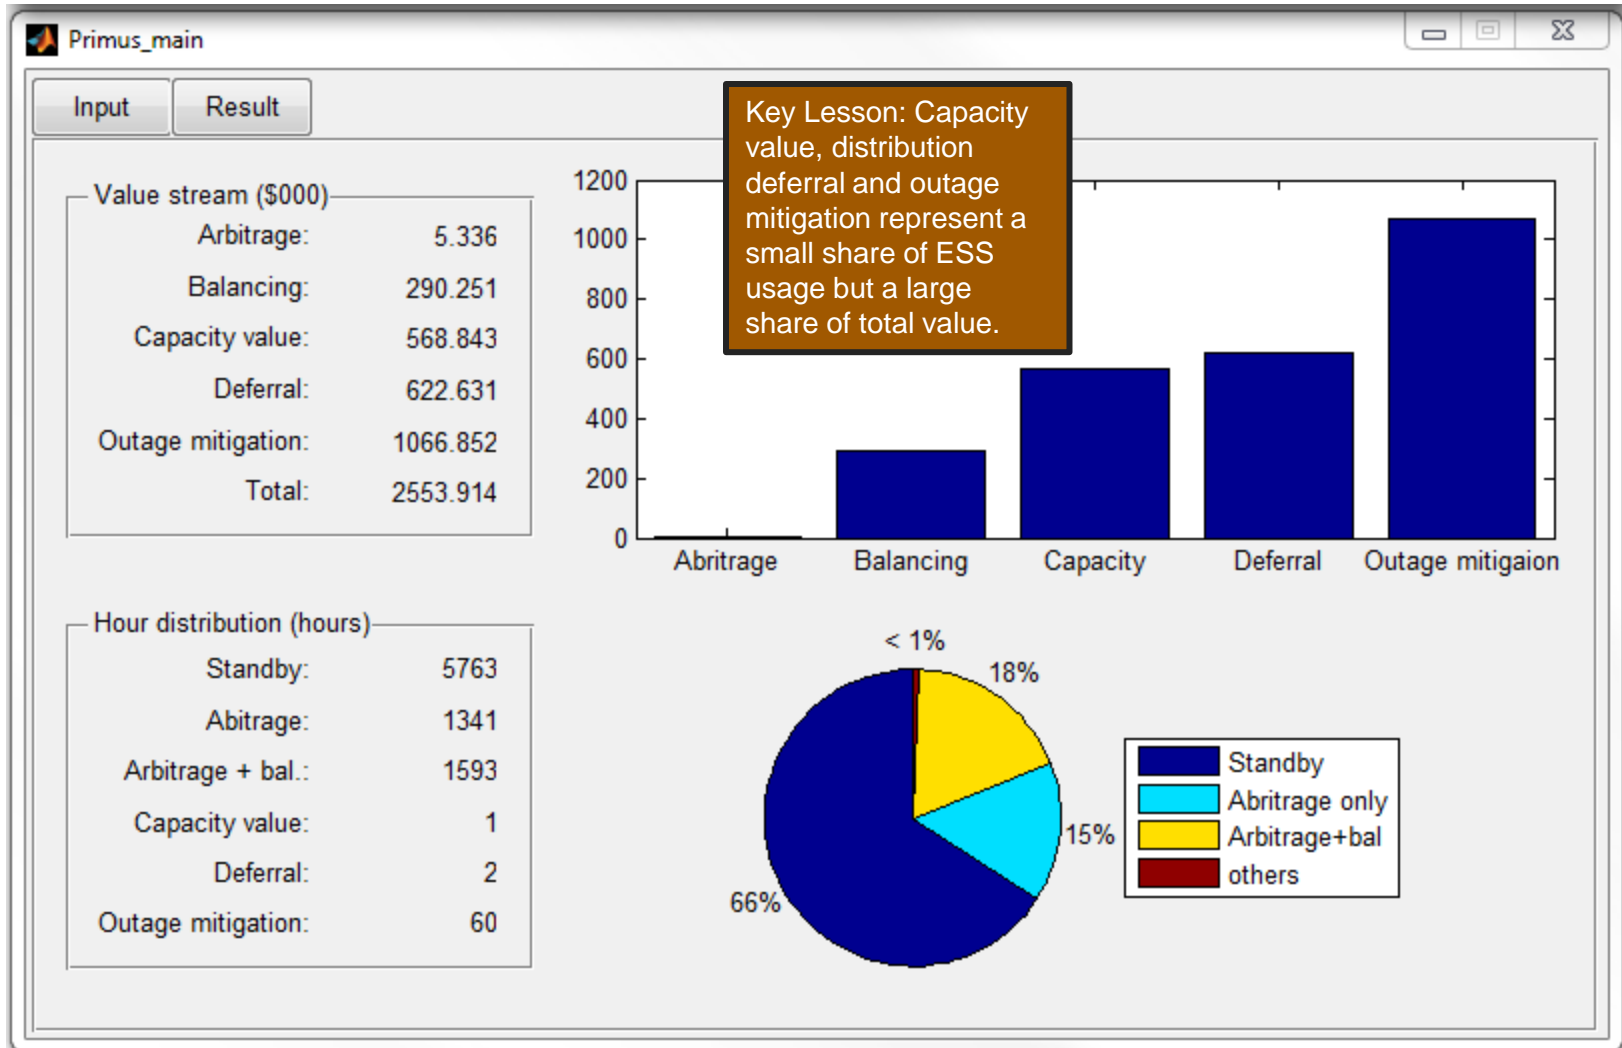 Primus_main
Input
Result
Key Lesson: Capacity
value, distribution
deferral and outage
mitigation represent a
small share of ESS
usage but a large
share of total value.
Value stream ($000)
Arbitrage: 5.336
Balancing: 290.251
Capacity value: 568.843
Deferral: 622.631
Outage mitigation: 1066.852
Total: 2553.914
1200
1000
800
600
400
200
0
Abritrage
Balancing
Capacity
Deferral
Outage mitigaion
Hour distribution (hours)
Standby: 5763
Abitrage: 1341
Arbitrage + bal.: 1593
Capacity value: 1
Deferral: 2
Outage mitigation: 60
< 1%
18%
15%
66%
Standby
Abritrage only
Arbitrage+bal
others